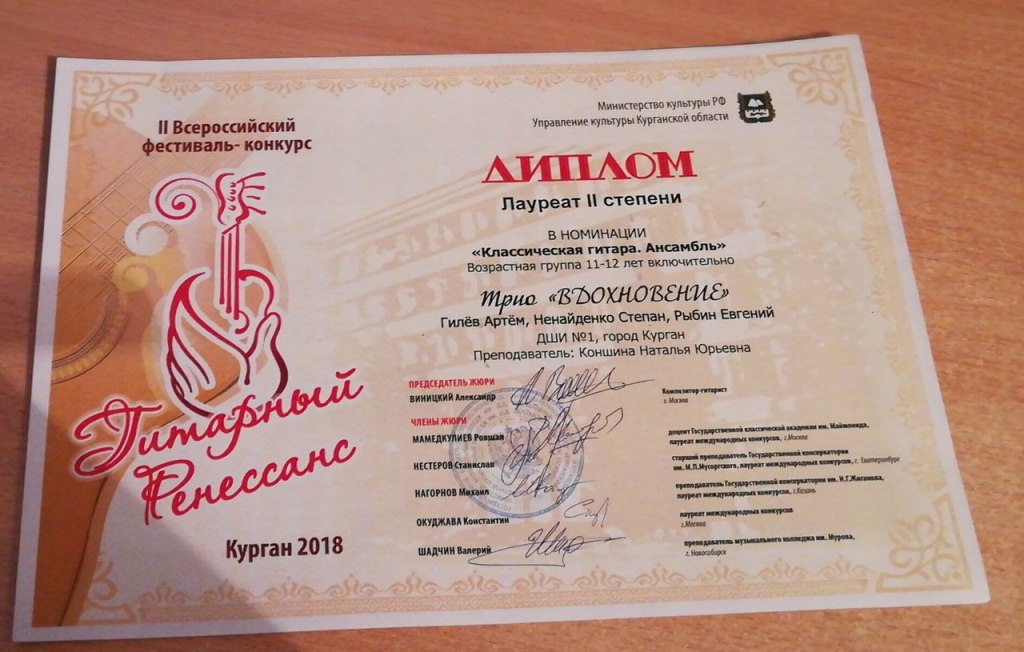 II Всероссийский
фестиваль- конкурс
Гитарный
Ренессанс
Курган 2018
Министерство культуры РФ
Управление культуры Курганской области
ДИПЛОМ
Лауреат II степени
В НОМИНАЦИИ
«Классическая гитара. Ансамбль»
Возрастная группа 11-12 лет включительно
Трио «ВДОХНОВЕНИЕ»
Гилёв Артём, Ненайденко Степан, Рыбин Евгений
ДШИ №1, город Курган
Преподаватель: Коншина Наталья Юрьевна
ПРЕДСЕДАТЕЛЬ ЖЮРИ
ВИНИЦКИЙ Александр
Композитор-гитарист
г. Москва
ЧЛЕНЫ ЖЮРИ
МАМЕДКУЛИЕВ Ровшан
доцент Государственной классической академии им. Маймонида,
лауреат международных конкурсов, г.Москва
НЕСТЕРОВ Станислав
старший преподаватель Государственной консерватории
им. М.П.Мусоргского, лауреат международных конкурсов, г. Екатеринбург
НАГОРНОВ Михаил
преподаватель Государственной консерватории им. Н.Г.Жиганова,
лауреат международных конкурсов, г.Казань
ОКУДЖАВА Константин
лауреат международных конкурсов
г.Москва
ШАДЧИН Валерий
преподаватель музыкального колледжа им. Мурова,
г. Новосибирск